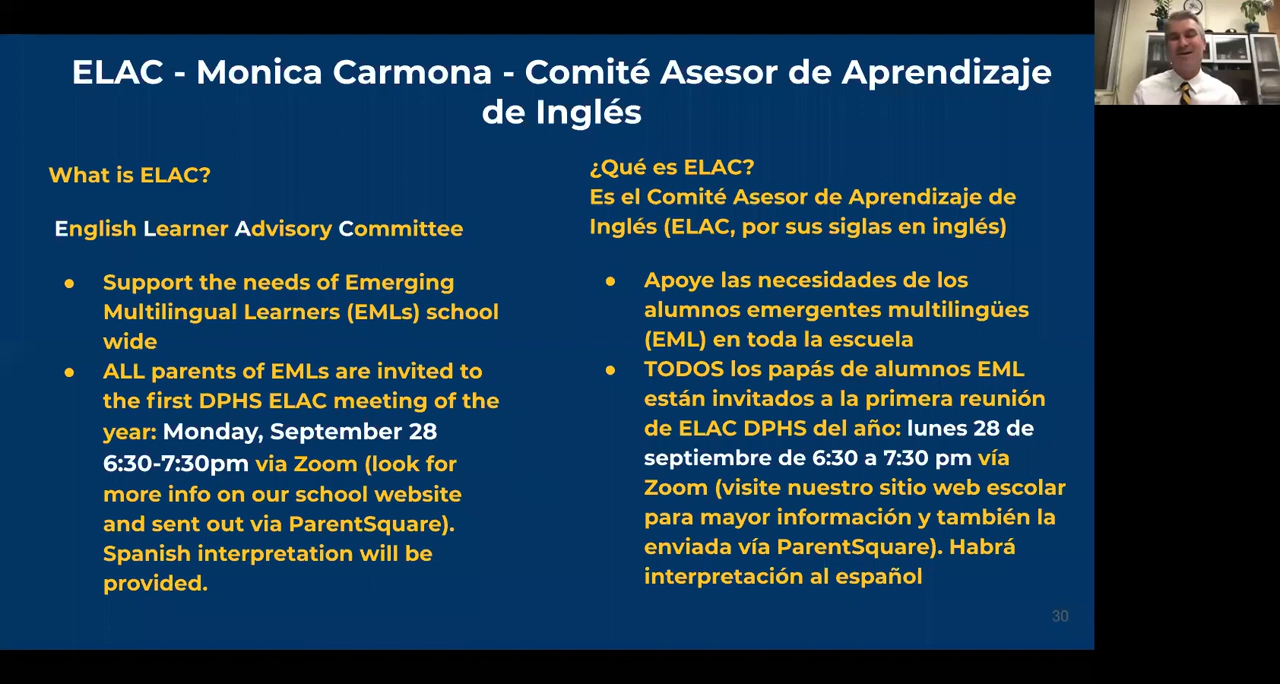 ELAC - Monica Carmona - Comité Asesor de Aprendizaje
de Inglés
What is ELAC?
English Learner Advisory Committee
● Support the needs of Emerging
Multilingual Learners (EMLs) school
wide
● ALL parents of EMLs are invited to
the first DPHS ELAC meeting of the
year: Monday, September 28
6:30-7:30pm via Zoom (look for
more info on our school website
and sent out via ParentSquare).
Spanish interpretation will be
provided.
¿Qué es ELAC?
Es el Comité Asesor de Aprendizaje de
Inglés (ELAC, por sus siglas en inglés)
● Apoye las necesidades de los
alumnos emergentes multilingües
(EML) en toda la escuela
● TODOS los papás de alumnos EML
están invitados a la primera reunión
de ELAC DPHS del año: lunes 28 de
septiembre de 6:30 a 7:30 pm vía
Zoom (visite nuestro sitio web escolar
para mayor información y también la
enviada vía ParentSquare). Habrá
interpretación al español
30